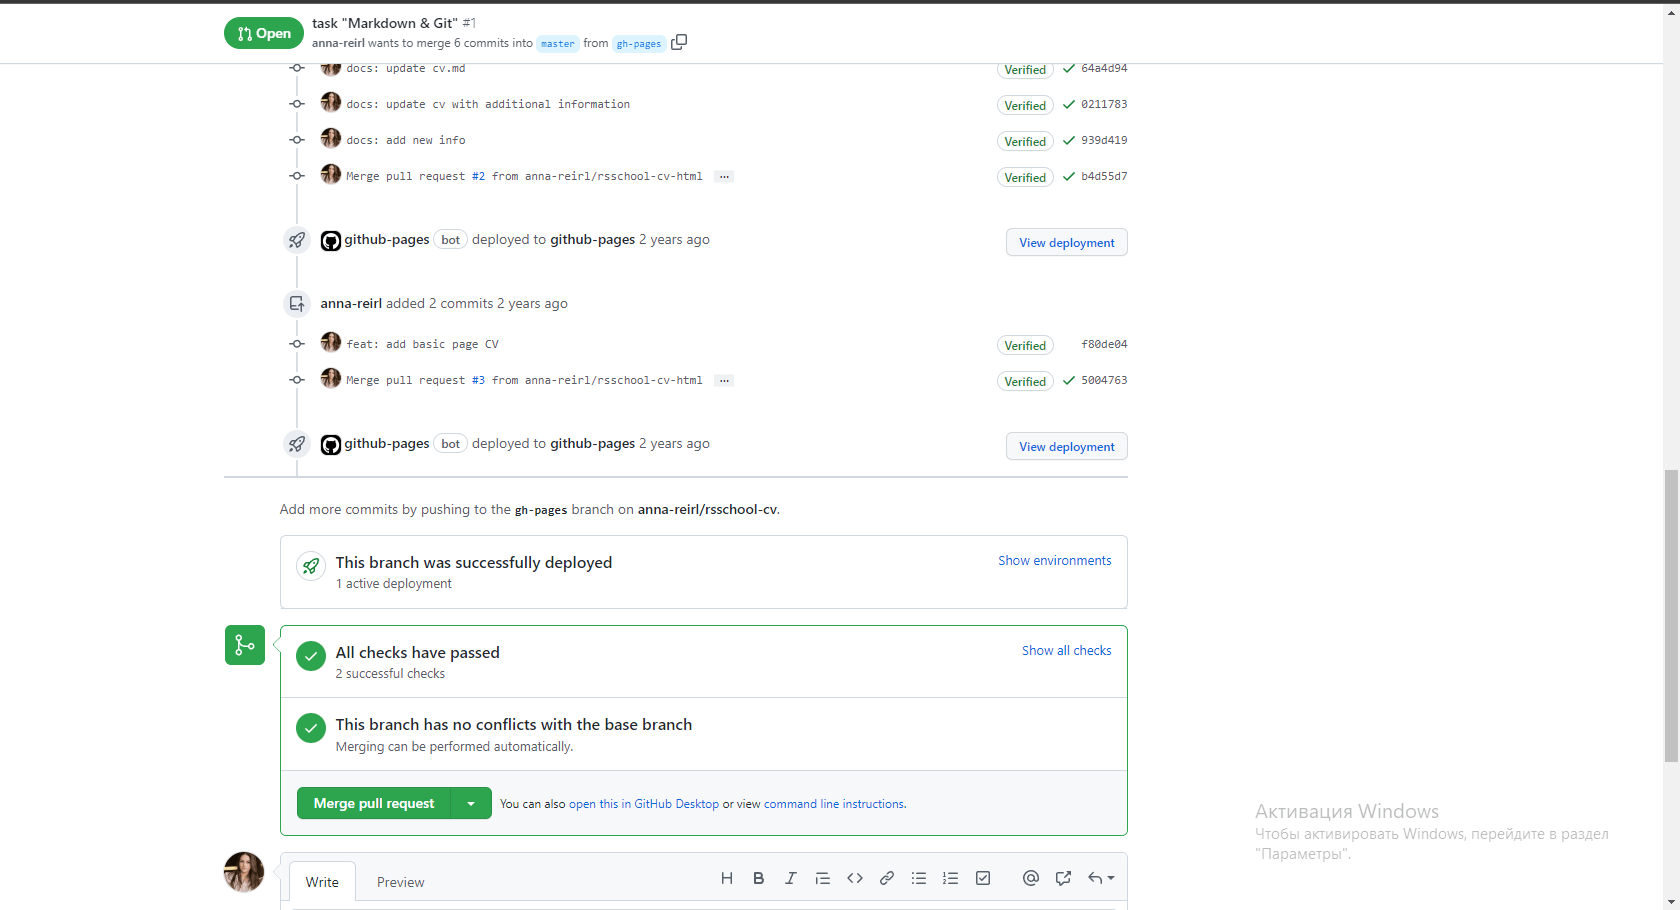 Open
task "Markdown & Git" #1
anna-reirl wants to merge 6 commits into master from gh-pages
docs: update cv.md Verified 64a4d94
docs: update cv with additional information Verified 0211783
docs: add new info Verified 939d419
Merge pull request #2 from anna-reirl/rsschool-cv-html ... Verified b4d55d7
github-pages bot deployed to github-pages 2 years ago View deployment
anna-reirl added 2 commits 2 years ago
feat: add basic page CV Verified f80de04
Merge pull request #3 from anna-reirl/rsschool-cv-html ... Verified 5004763
github-pages bot deployed to github-pages 2 years ago View deployment
Add more commits by pushing to the gh-pages branch on anna-reirl/rsschool-cv.
This branch was successfully deployed Show environments
1 active deployment
All checks have passed Show all checks
2 successful checks
This branch has no conflicts with the base branch
Merging can be performed automatically.
Merge pull request You can also open this in GitHub Desktop or view command line instructions.
Активация Windows
Чтобы активировать Windows, перейдите в раздел
"Параметры".
Write Preview